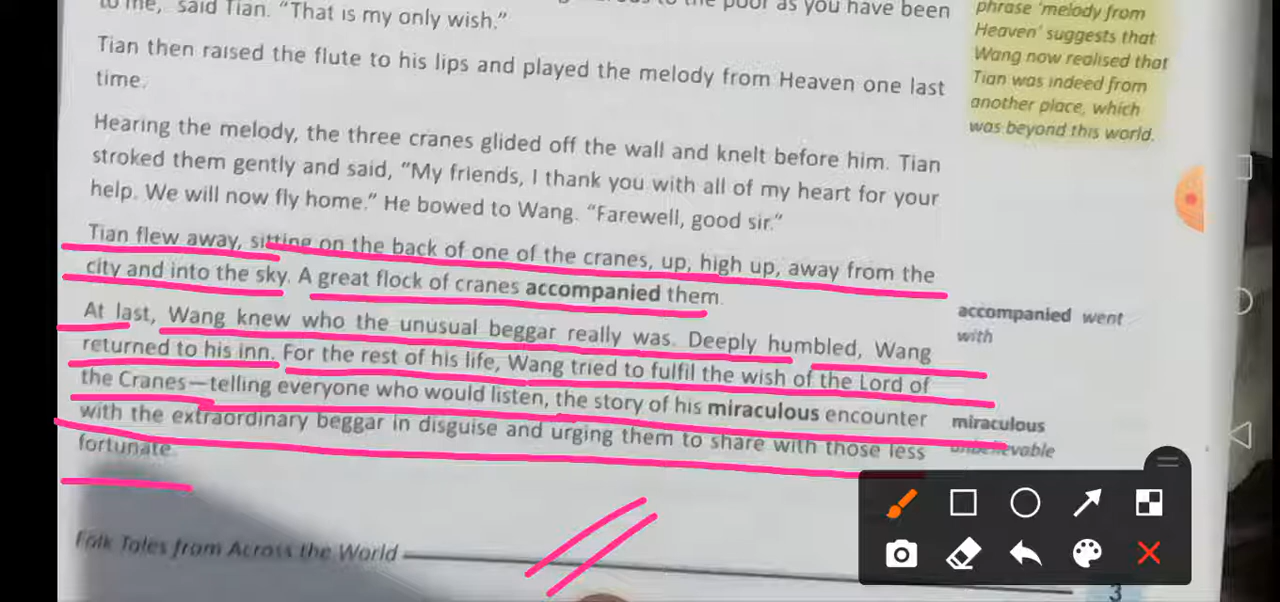 to me," said Tian. "That is my only wish."
the poor as you have been
Tian then raised the flute to his lips and played the melody from Heaven one last
time.
Hearing the melody, the three cranes glided off the wall and knelt before him. Tian
stroked them gently and said, "My friends, I thank you with all of my heart for your
help. We will now fly home." He bowed to Wang. "Farewell, good sir."
Tian flew away, sitting on the back of one of the cranes, up, high up, away from the
city and into the sky. A great flock of cranes accompanied them.
At last, Wang knew who the unusual beggar really was. Deeply humbled, Wang
returned to his inn. For the rest of his life, Wang tried to fulfil the wish of the Lord of
the Cranes—telling everyone who would listen, the story of his miraculous encounter
with the extraordinary beggar in disguise and urging them to share with those less
fortunate.
phrase 'melody from
Heaven' suggests that
Wang now realised that
Tian was indeed from
another place, which
was beyond this world.
accompanied went
with
miraculous
unbelievable
Folk Tales from Across the World
3